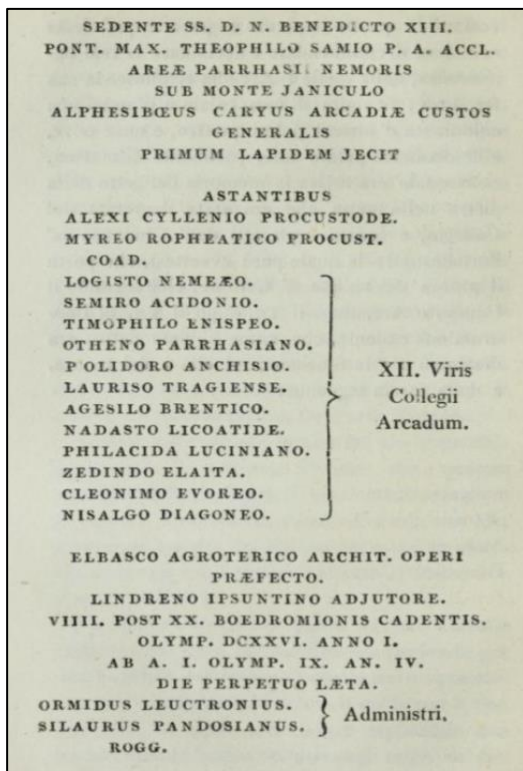 SEDENTE SS. D. N. BENEDICTO XIII.
PONT. MAX. THEOPHILO SAMIO P. A. ACCL.
AREÆ PARRHASII NEMORIS
SUB MONTE JANICULO
ALPHESIBŒUS CARYUS ARCADIÆ CUSTOS
GENERALIS
PRIMUM LAPIDEM JECIT
ASTANTIBUS
ALEXI CYLLENIO PROCUSTODE.
MYREO ROPHEATICO PROCUST.
COAD.
LOGISTO NEMEÆO.
SEMIRO ACIDONIO.
TIMOPHILO ENISPEO.
OTHENO PARRHASIANO.
POLIDORO ANCHISIO.
LAURISO TRAGIENSE.
AGESILO BRENTICO.
NADASTO LICOATIDE.
PHILACIDA LUCINIANO.
ZEDINDO ELAITA.
CLEONIMO EVOREO.
NISALGO DIAGONEO.
XII. Viris
Collegii
Arcadum.
ELBASCO AGROTERICO ARCHIT. OPERI
PRÆFECTO.
LINDRENO IPSUNTINO ADJUTORE.
VIIII. POST XX. BOEDROMIONIS CADENTIS.
OLYMP. DCXXVI. ANNO I.
AB A. I. OLYMP. IX. AN. IV.
DIE PERPETUO LÆTA.
ORMIDUS LEUCTRONIUS.
SILAURUS PANDOSIANUS.
Administri.
ROGG.